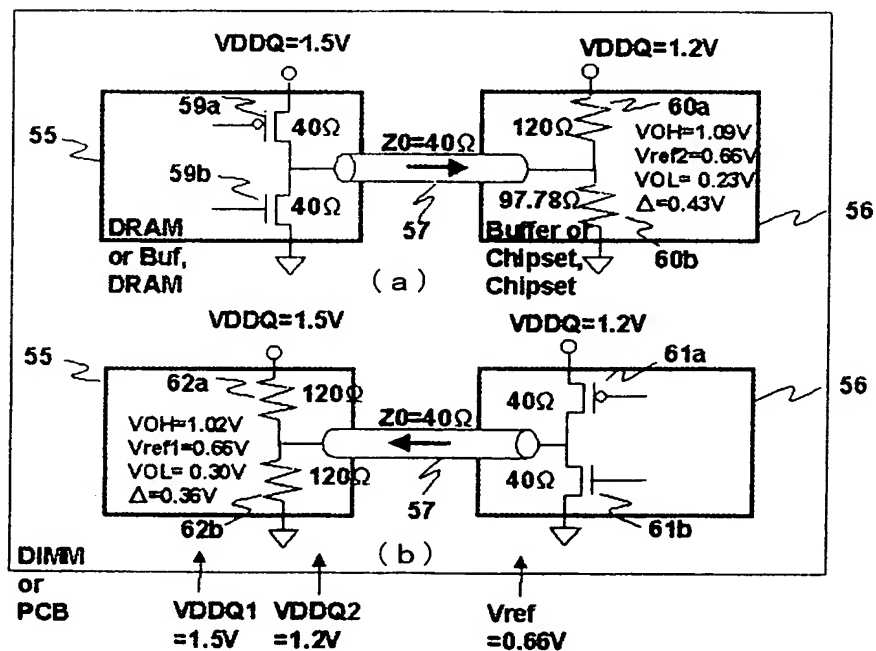 VDDQ=1.5V
VDDQ=1.2V
59a
60a
55
40Ω
120Ω
VOH=1.09V
Z0=40Ω
Vref2=0.66V
59b
VOL= 0.23V
40Ω
97.78Ω
Δ=0.43V
56
57
DRAM
or Buf,
DRAM
Buffer or
Chipset,
Chipset
60b
(a)
VDDQ=1.5V
VDDQ=1.2V
55
62a
61a
56
120Ω
40Ω
Z0=40Ω
VOH=1.02V
Vref1=0.66V
VOL= 0.30V
Δ=0.36V
120Ω
40Ω
57
62b
61b
(b)
DIMM
or
PCB
VDDQ1
=1.5V
VDDQ2
=1.2V
Vref
=0.66V